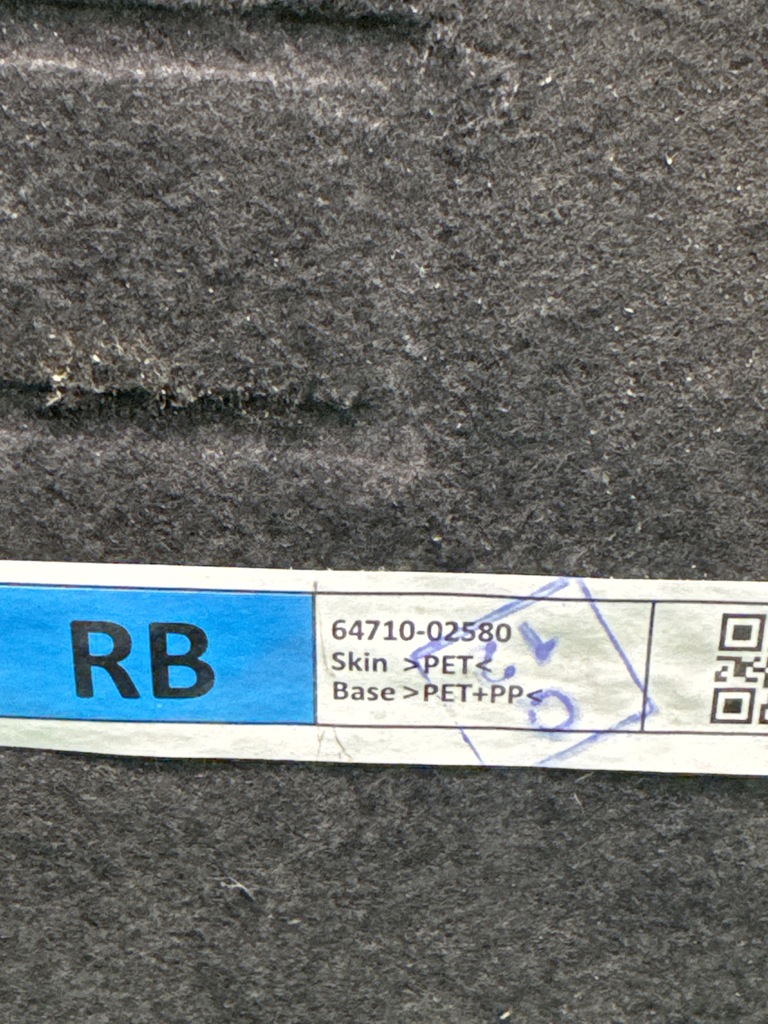 RB
64710-02580
Skin >PET<
Base >PET+PP<